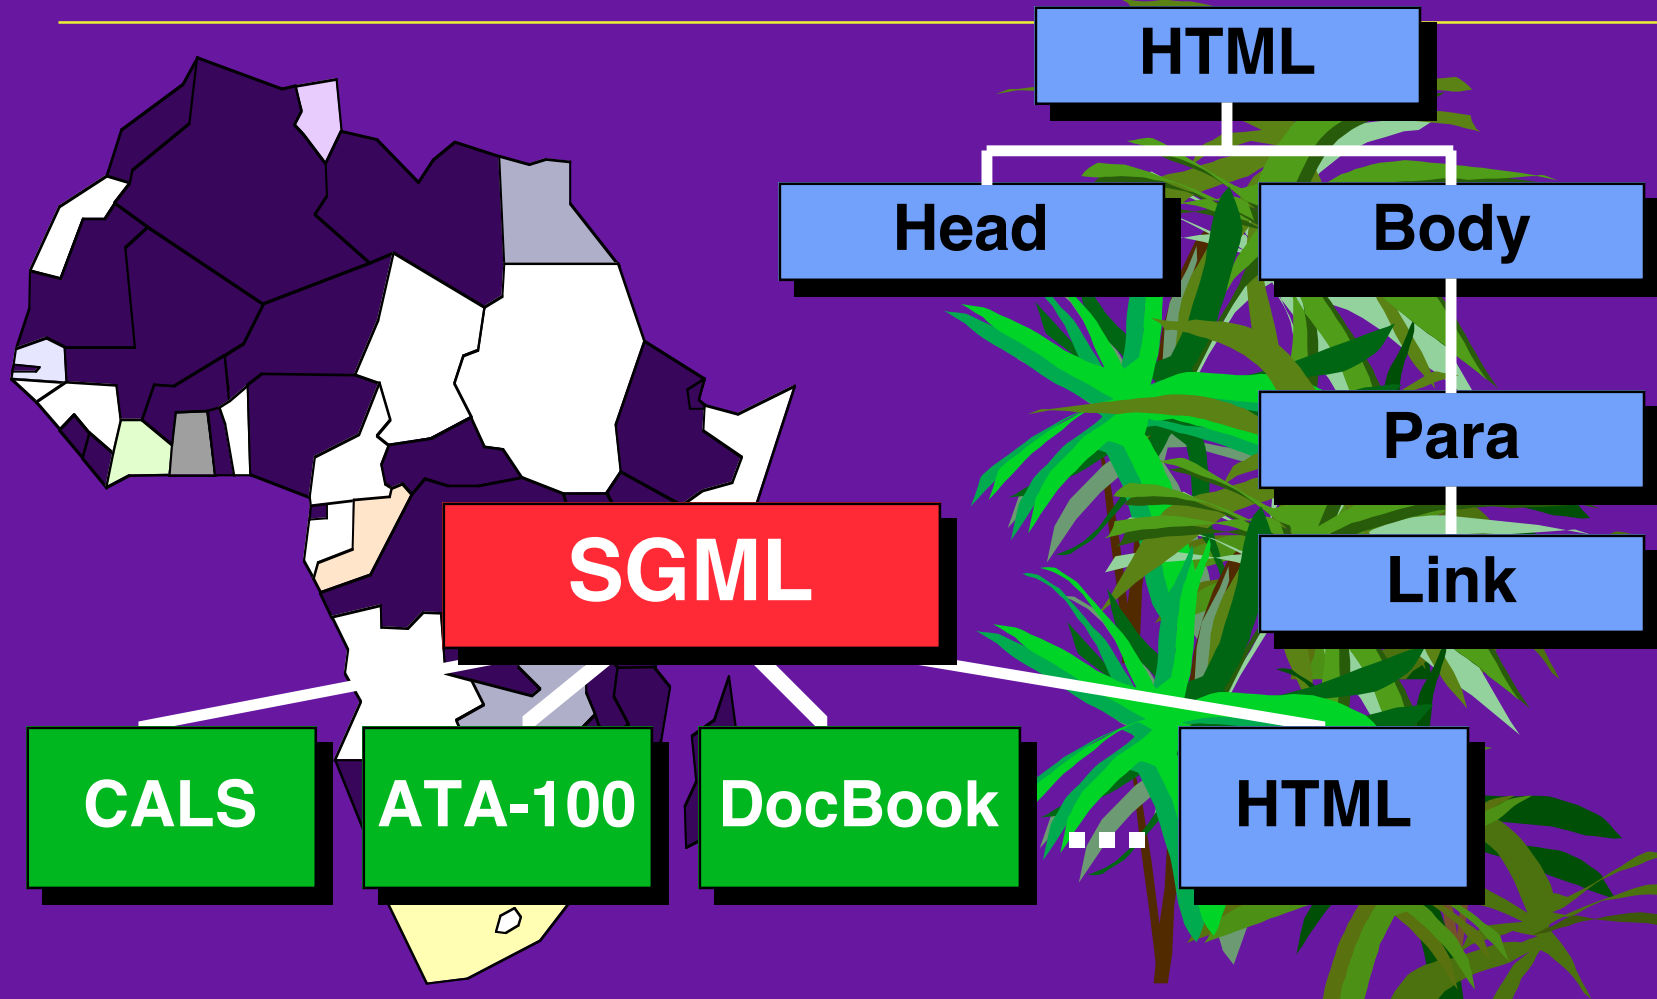 HTML
Head
Body
Para
Link
SGML
CALS
ATA-100
DocBook
...
HTML